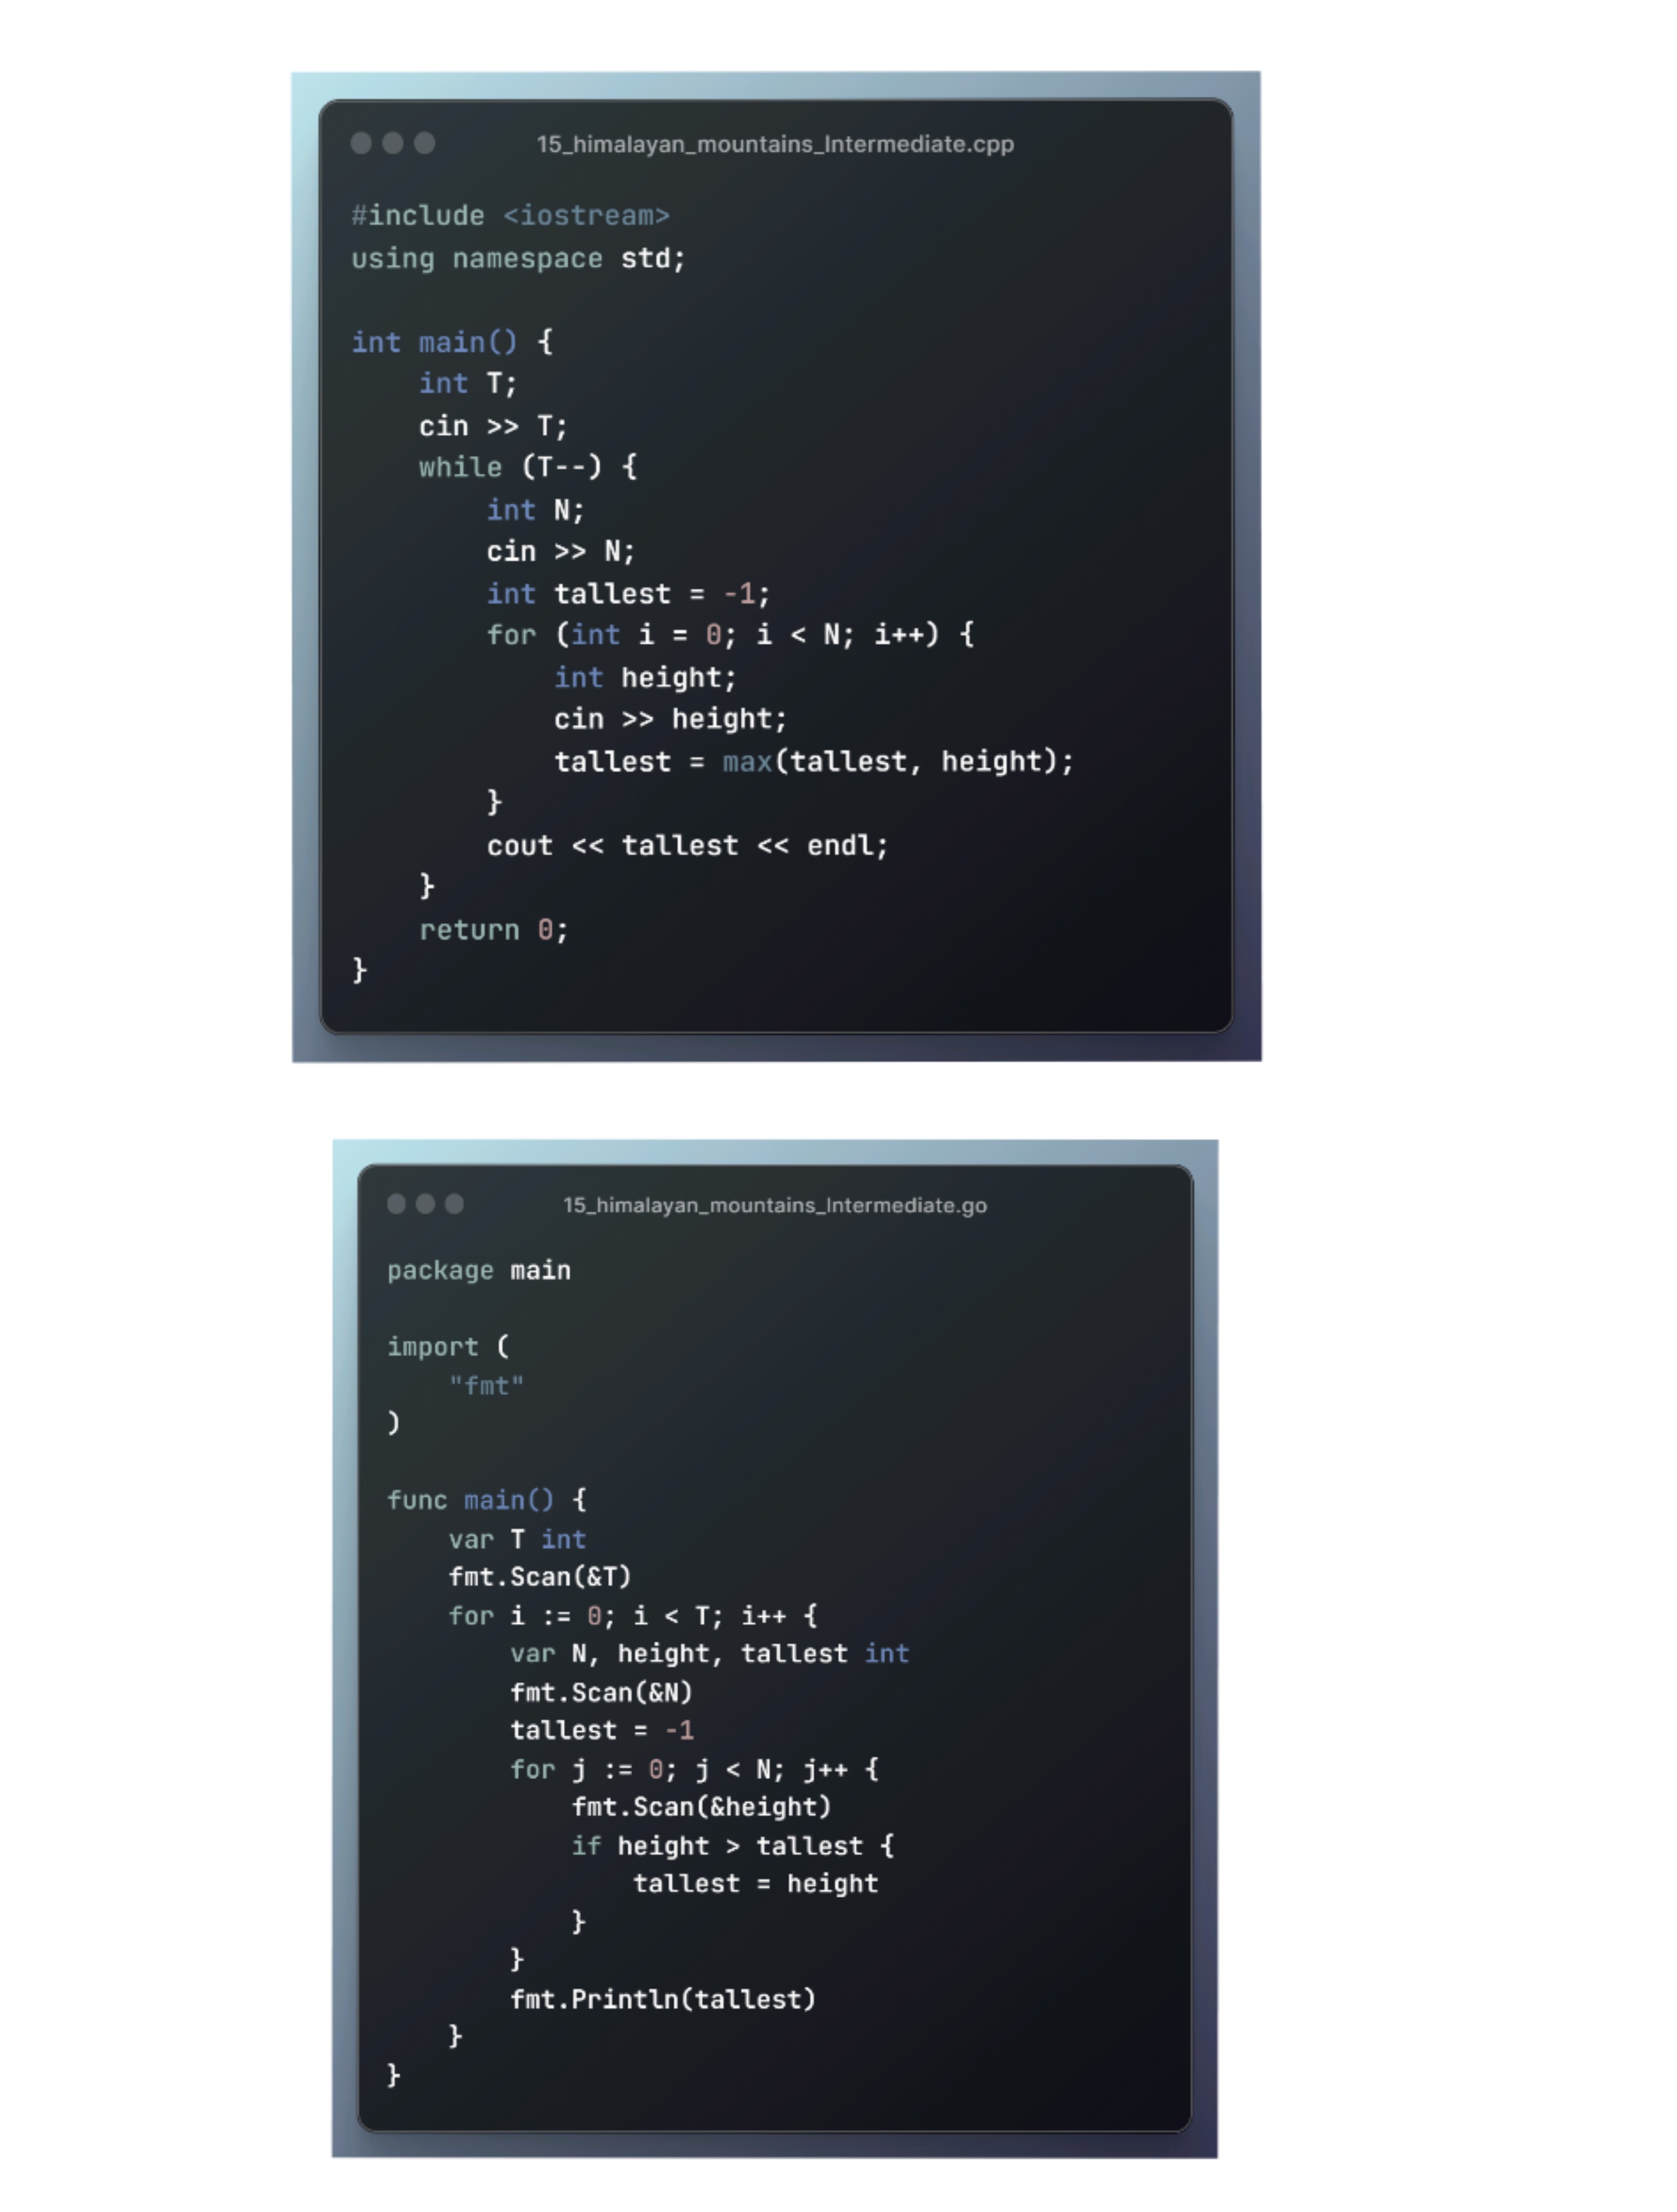 15_himalayan_mountains_Intermediate.cpp
#include <iostream>
using namespace std;
int main() {
    int T;
    cin >> T;
    while (T--) {
        int N;
        cin >> N;
        int tallest = -1;
        for (int i = 0; i < N; i++) {
            int height;
            cin >> height;
            tallest = max(tallest, height);
        }
        cout << tallest << endl;
    }
    return 0;
}
15_himalayan_mountains_Intermediate.go
package main
import (
    "fmt"
)
func main() {
    var T int
    fmt.Scan(&T)
    for i := 0; i < T; i++ {
        var N, height, tallest int
        fmt.Scan(&N)
        tallest = -1
        for j := 0; j < N; j++ {
            fmt.Scan(&height)
            if height > tallest {
                tallest = height
            }
        }
        fmt.Println(tallest)
    }
}